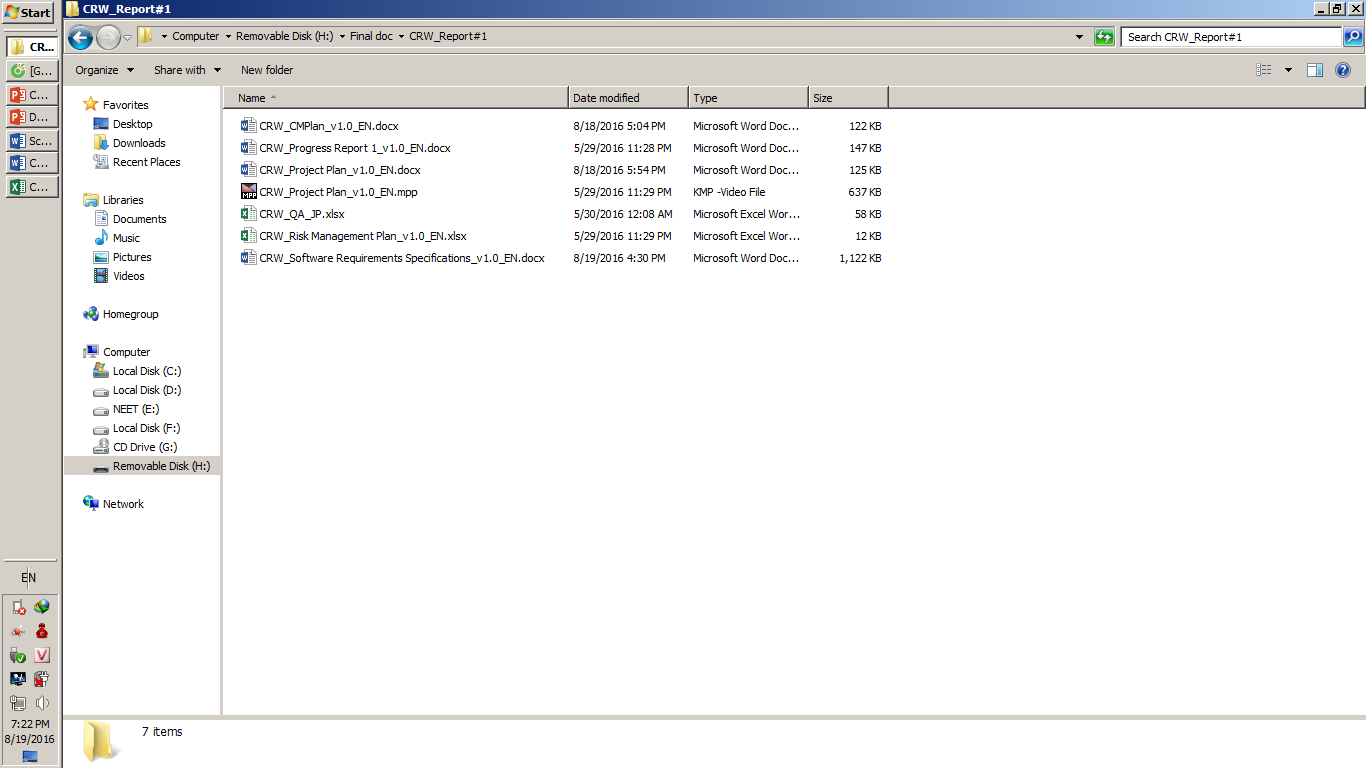 Start
CR...
[G...
C...
D...
Sc...
C...
C...
EN
7:22 PM
8/19/2016
CRW_Report#1
Computer Removable Disk (H:) Final doc CRW_Report#1
Search CRW_Report#1
Organize Share with New folder
Favorites
Desktop
Downloads
Recent Places
Libraries
Documents
Music
Pictures
Videos
Homegroup
Computer
Local Disk (C:)
Local Disk (D:)
NEET (E:)
Local Disk (F:)
CD Drive (G:)
Removable Disk (H:)
Network
Name Date modified Type Size
CRW_CMPlan_v1.0_EN.docx 8/18/2016 5:04 PM Microsoft Word Doc... 122 KB
CRW_Progress Report 1_v1.0_EN.docx 5/29/2016 11:28 PM Microsoft Word Doc... 147 KB
CRW_Project Plan_v1.0_EN.docx 8/18/2016 5:54 PM Microsoft Word Doc... 125 KB
MPP CRW_Project Plan_v1.0_EN.mpp 5/29/2016 11:29 PM KMP -Video File 637 KB
CRW_QA_JP.xlsx 5/30/2016 12:08 AM Microsoft Excel Wor... 58 KB
CRW_Risk Management Plan_v1.0_EN.xlsx 5/29/2016 11:29 PM Microsoft Excel Wor... 12 KB
CRW_Software Requirements Specifications_v1.0_EN.docx 8/19/2016 4:30 PM Microsoft Word Doc... 1,122 KB
7 items